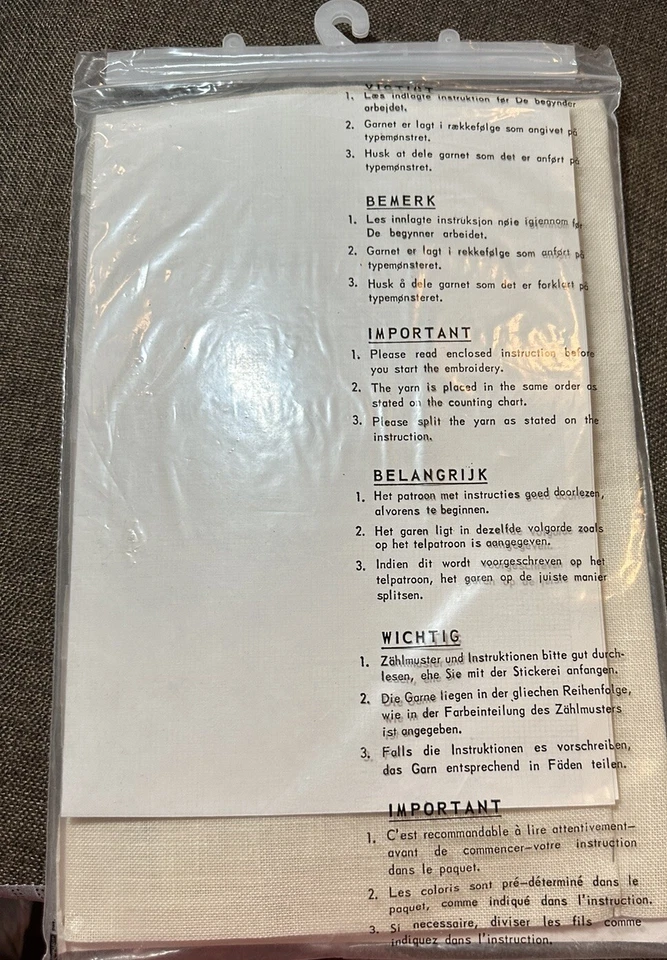 VIGTIGT
1. Læs indlagte instruktion før De begynder
arbejdet.
2. Garnet er lagt i rækkefølge som angivet på
typemønstret.
3. Husk at dele garnet som det er anført på
typemønstret.
BEMERK
1. Les innlagte instruksjon nøie igjennom før
De begynner arbeidet.
2. Garnet er lagt i rekkefølge som anført på
typemønsteret.
3. Husk å dele garnet som det er forklart på
typemønsteret.
IMPORTANT
1. Please read enclosed instruction before
you start the embroidery.
2. The yarn is placed in the same order as
stated on the counting chart.
3. Please split the yarn as stated on the
instruction.
BELANGRIJK
1. Het patroon met instructies goed doorlezen,
alvorens te beginnen.
2. Het garen ligt in dezelfde volgorde zoals
op het telpatroon is aangegeven.
3. Indien dit wordt voorgeschreven op het
telpatroon, het garen op de juiste manier
splitsen.
WICHTIG
1. Zählmuster und Instruktionen bitte gut durch-
lesen, ehe Sie mit der Stickerei anfangen.
2. Die Garne liegen in der gliechen Reihenfolge,
wie in der Farbeinteilung des Zählmusters
ist angegeben.
3. Falls die Instruktionen es vorschreiben,
das Garn entsprechend in Fäden teilen.
IMPORTANT
1. C'est recommandable à lire attentivement-
avant de commencer-votre instruction
dans le paquet.
2. Les coloris sont pré-déterminé dans le
paquet, comme indiqué dans l'instruction.
3. Si necessaire, diviser les fils comme
indiquez dans l'instruction.